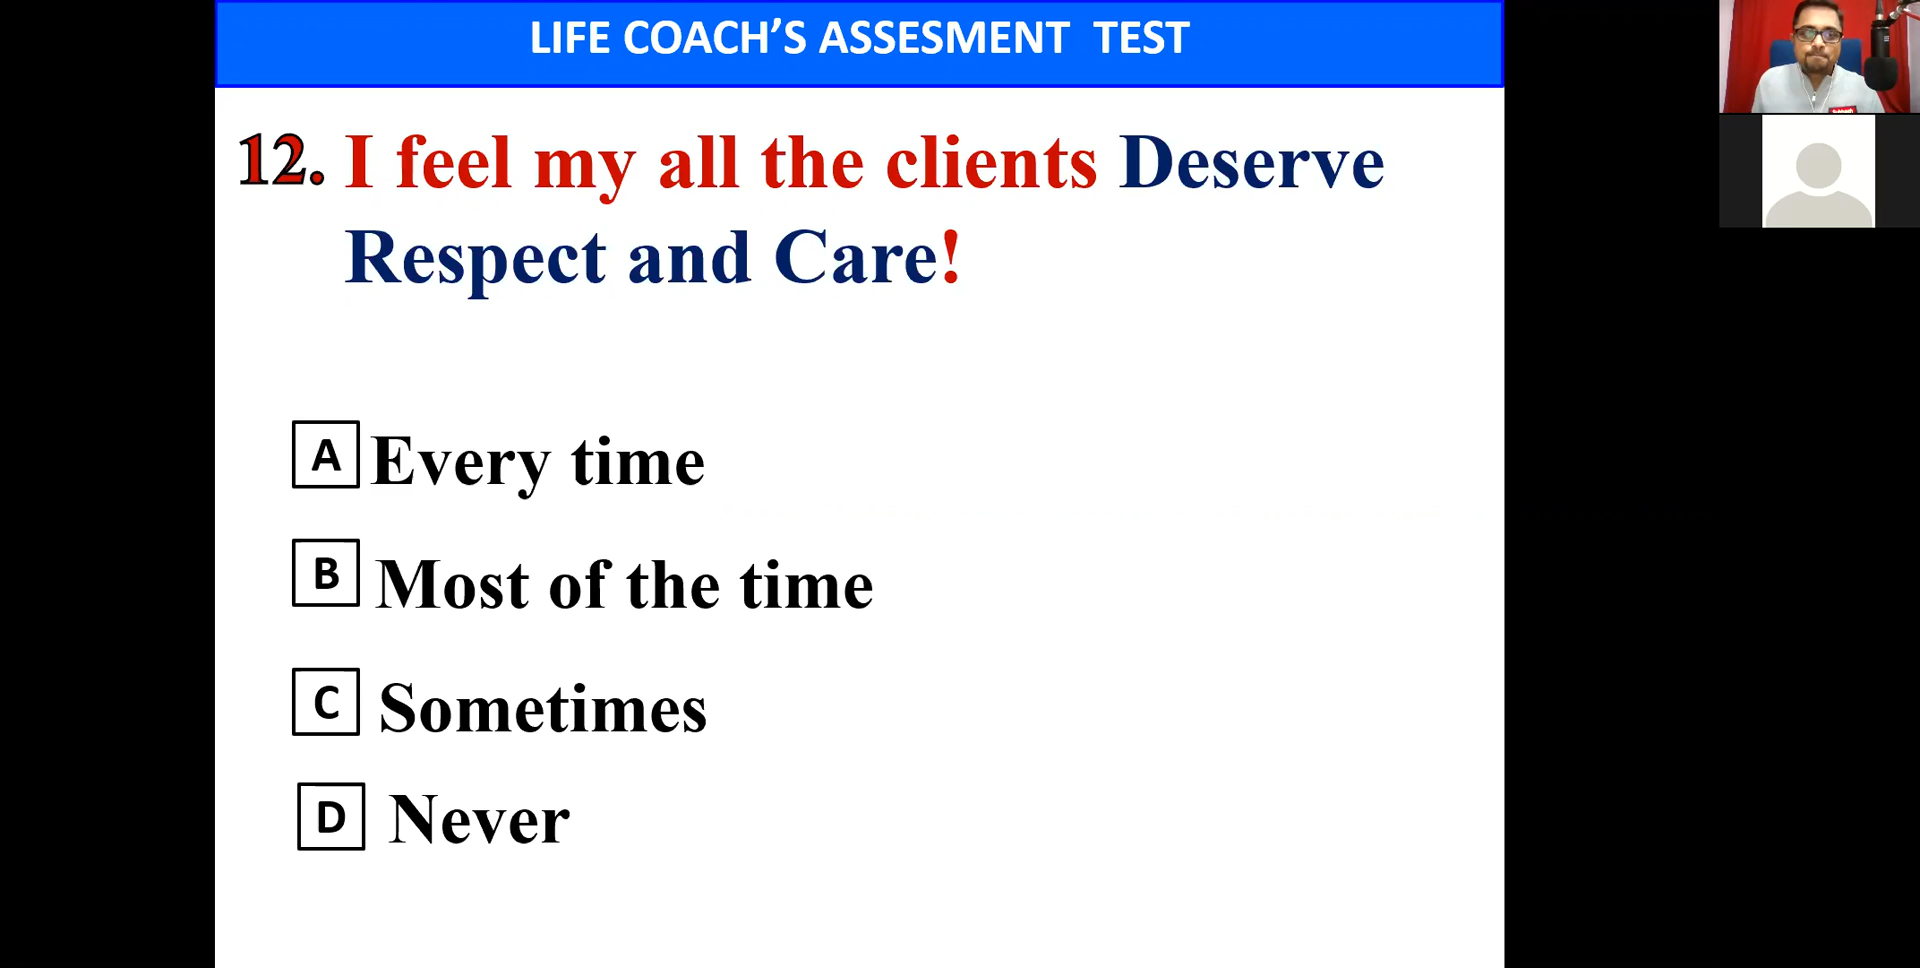 LIFE COACH’S ASSESMENT TEST
12. I feel my all the clients Deserve
Respect and Care!
A Every time
B Most of the time
C Sometimes
D Never